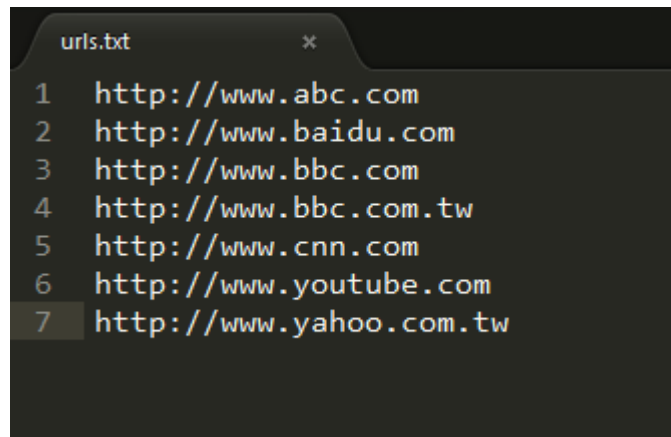 urls.txt ×
1 http://www.abc.com
2 http://www.baidu.com
3 http://www.bbc.com
4 http://www.bbc.com.tw
5 http://www.cnn.com
6 http://www.youtube.com
7 http://www.yahoo.com.tw